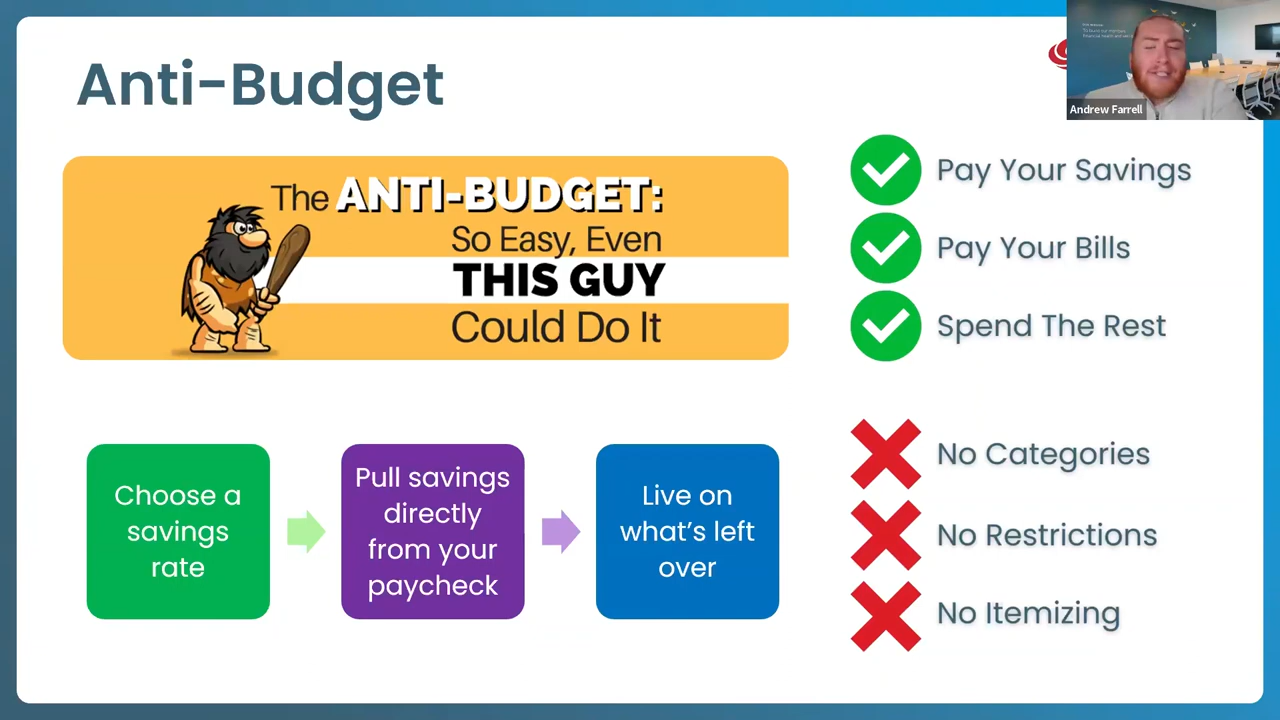 Anti-Budget
Andrew Farrell
The ANTI-BUDGET:
So Easy, Even
THIS GUY
Could Do It
Pay Your Savings
Pay Your Bills
Spend The Rest
Choose a
savings
rate
Pull savings
directly
from your
paycheck
Live on
what's left
over
No Categories
No Restrictions
No Itemizing